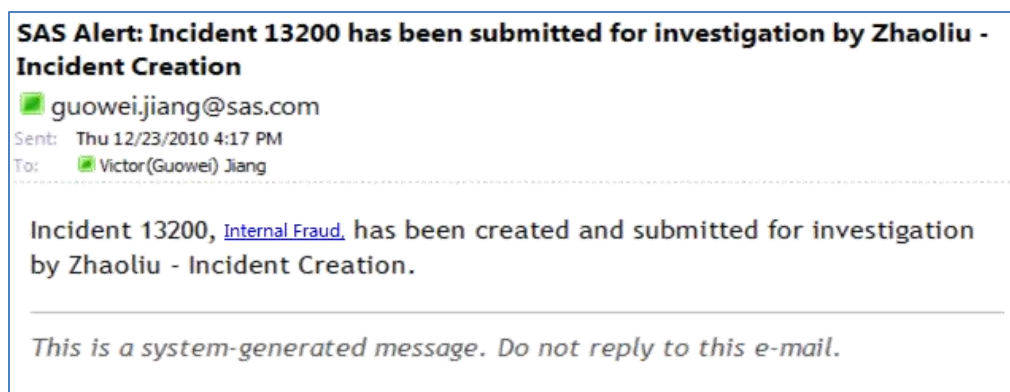 SAS Alert: Incident 13200 has been submitted for investigation by Zhaoliu -
Incident Creation
guowei.jiang@sas.com
Sent: Thu 12/23/2010 4:17 PM
To: Victor(Guowei) Jiang
Incident 13200, Internal Fraud, has been created and submitted for investigation
by Zhaoliu - Incident Creation.
This is a system-generated message. Do not reply to this e-mail.